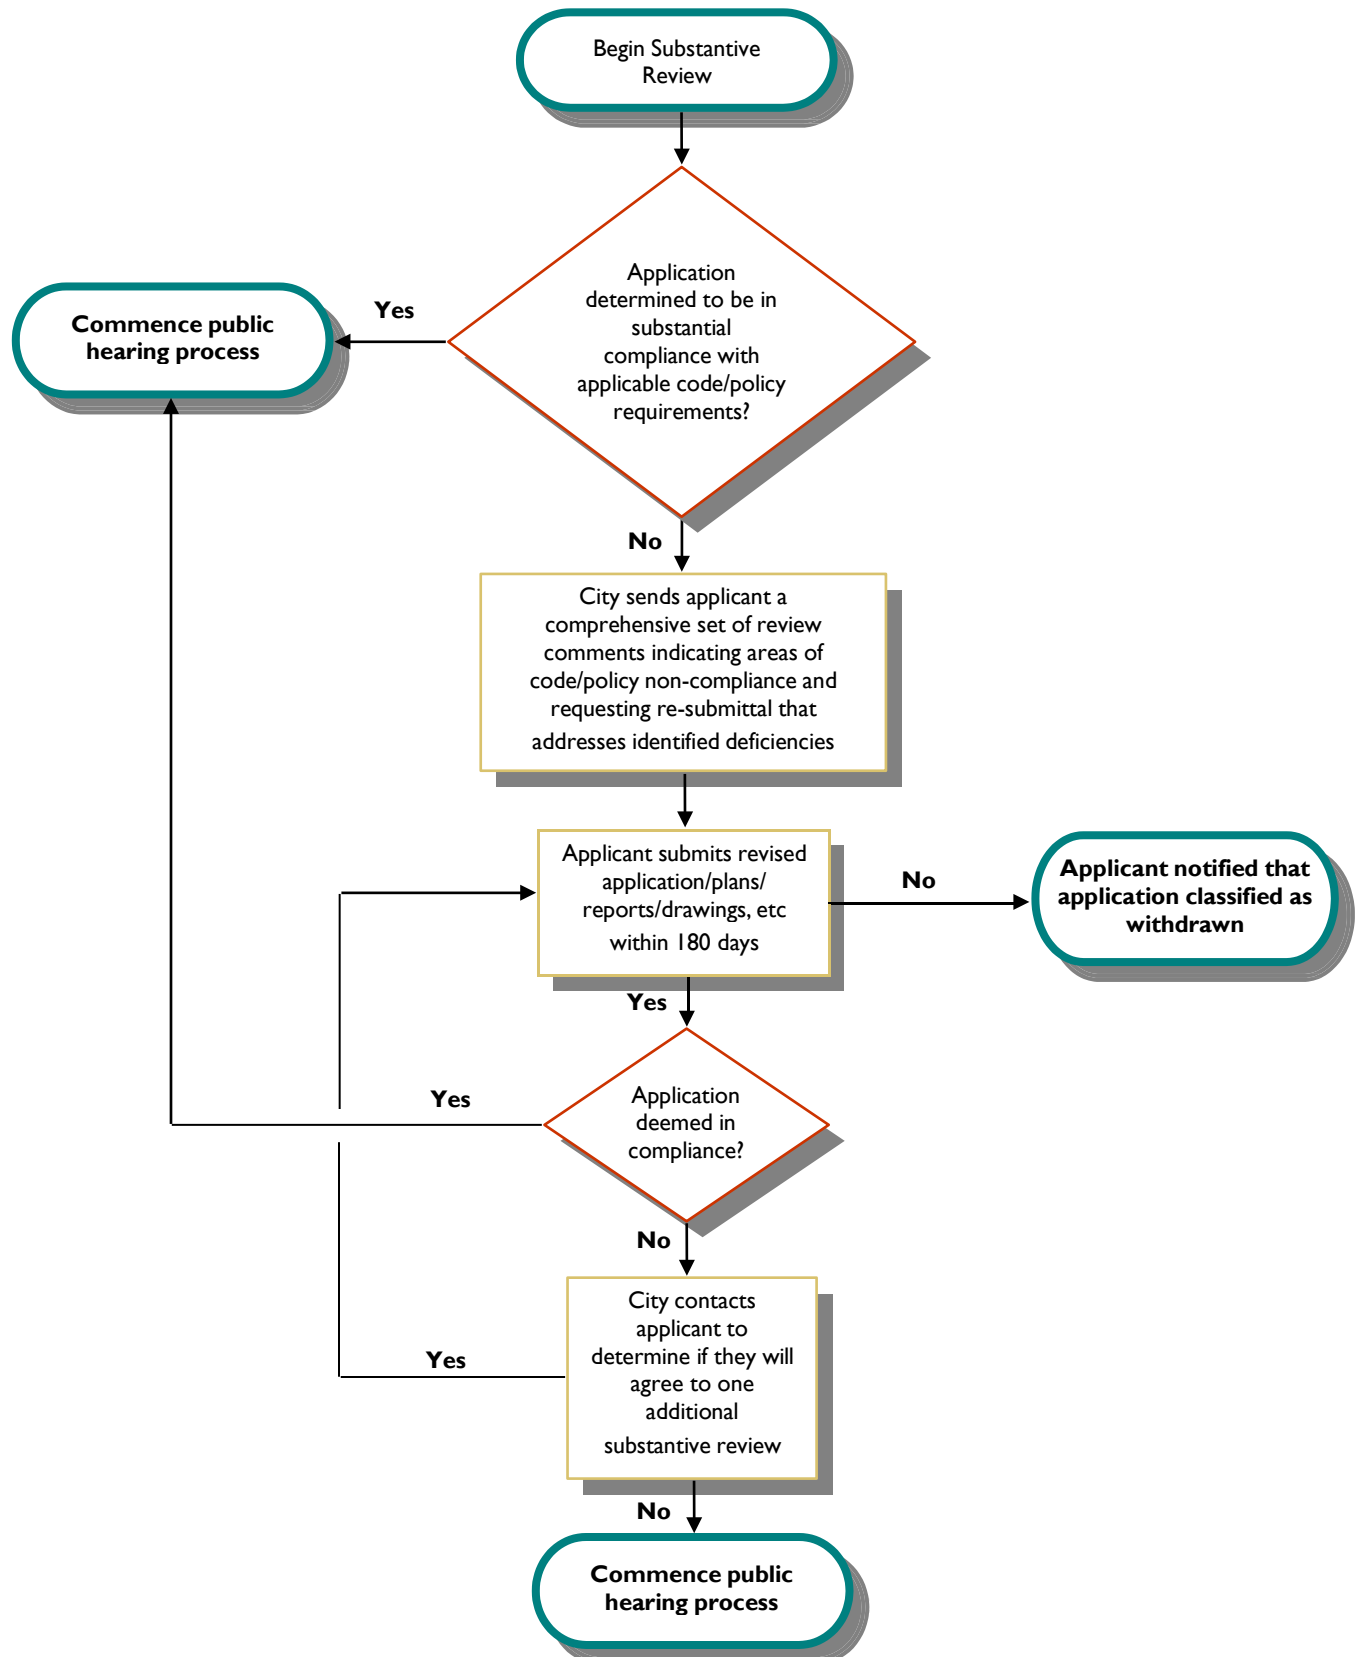 Begin Substantive
Review
Application
determined to be in
substantial
compliance with
applicable code/policy
requirements?
Yes
Commence public
hearing process
No
City sends applicant a
comprehensive set of review
comments indicating areas of
code/policy non-compliance and
requesting re-submittal that
addresses identified deficiencies
Applicant submits revised
application/plans/
reports/drawings, etc
within 180 days
No
Applicant notified that
application classified as
withdrawn
Yes
Application
deemed in
compliance?
Yes
No
City contacts
applicant to
determine if they will
agree to one
additional
substantive review
Yes
No
Commence public
hearing process